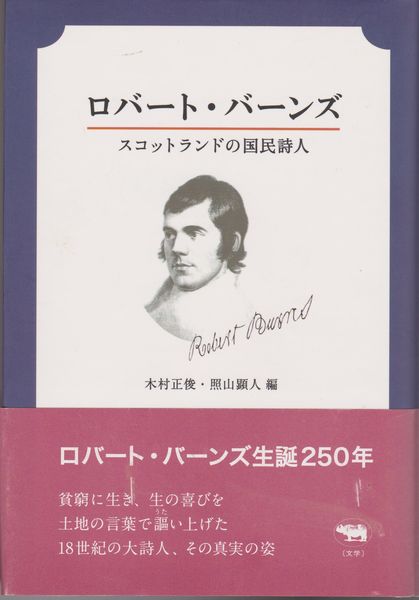 ロバート・バーンズ
スコットランドの国民詩人
Robert Burns
木村正俊・照山顕人 編
ロバート・バーンズ生誕250年
貧窮に生き、生の喜びを
うた
土地の言葉で謳い上げた
18世紀の大詩人、その真実の姿
〔文学〕